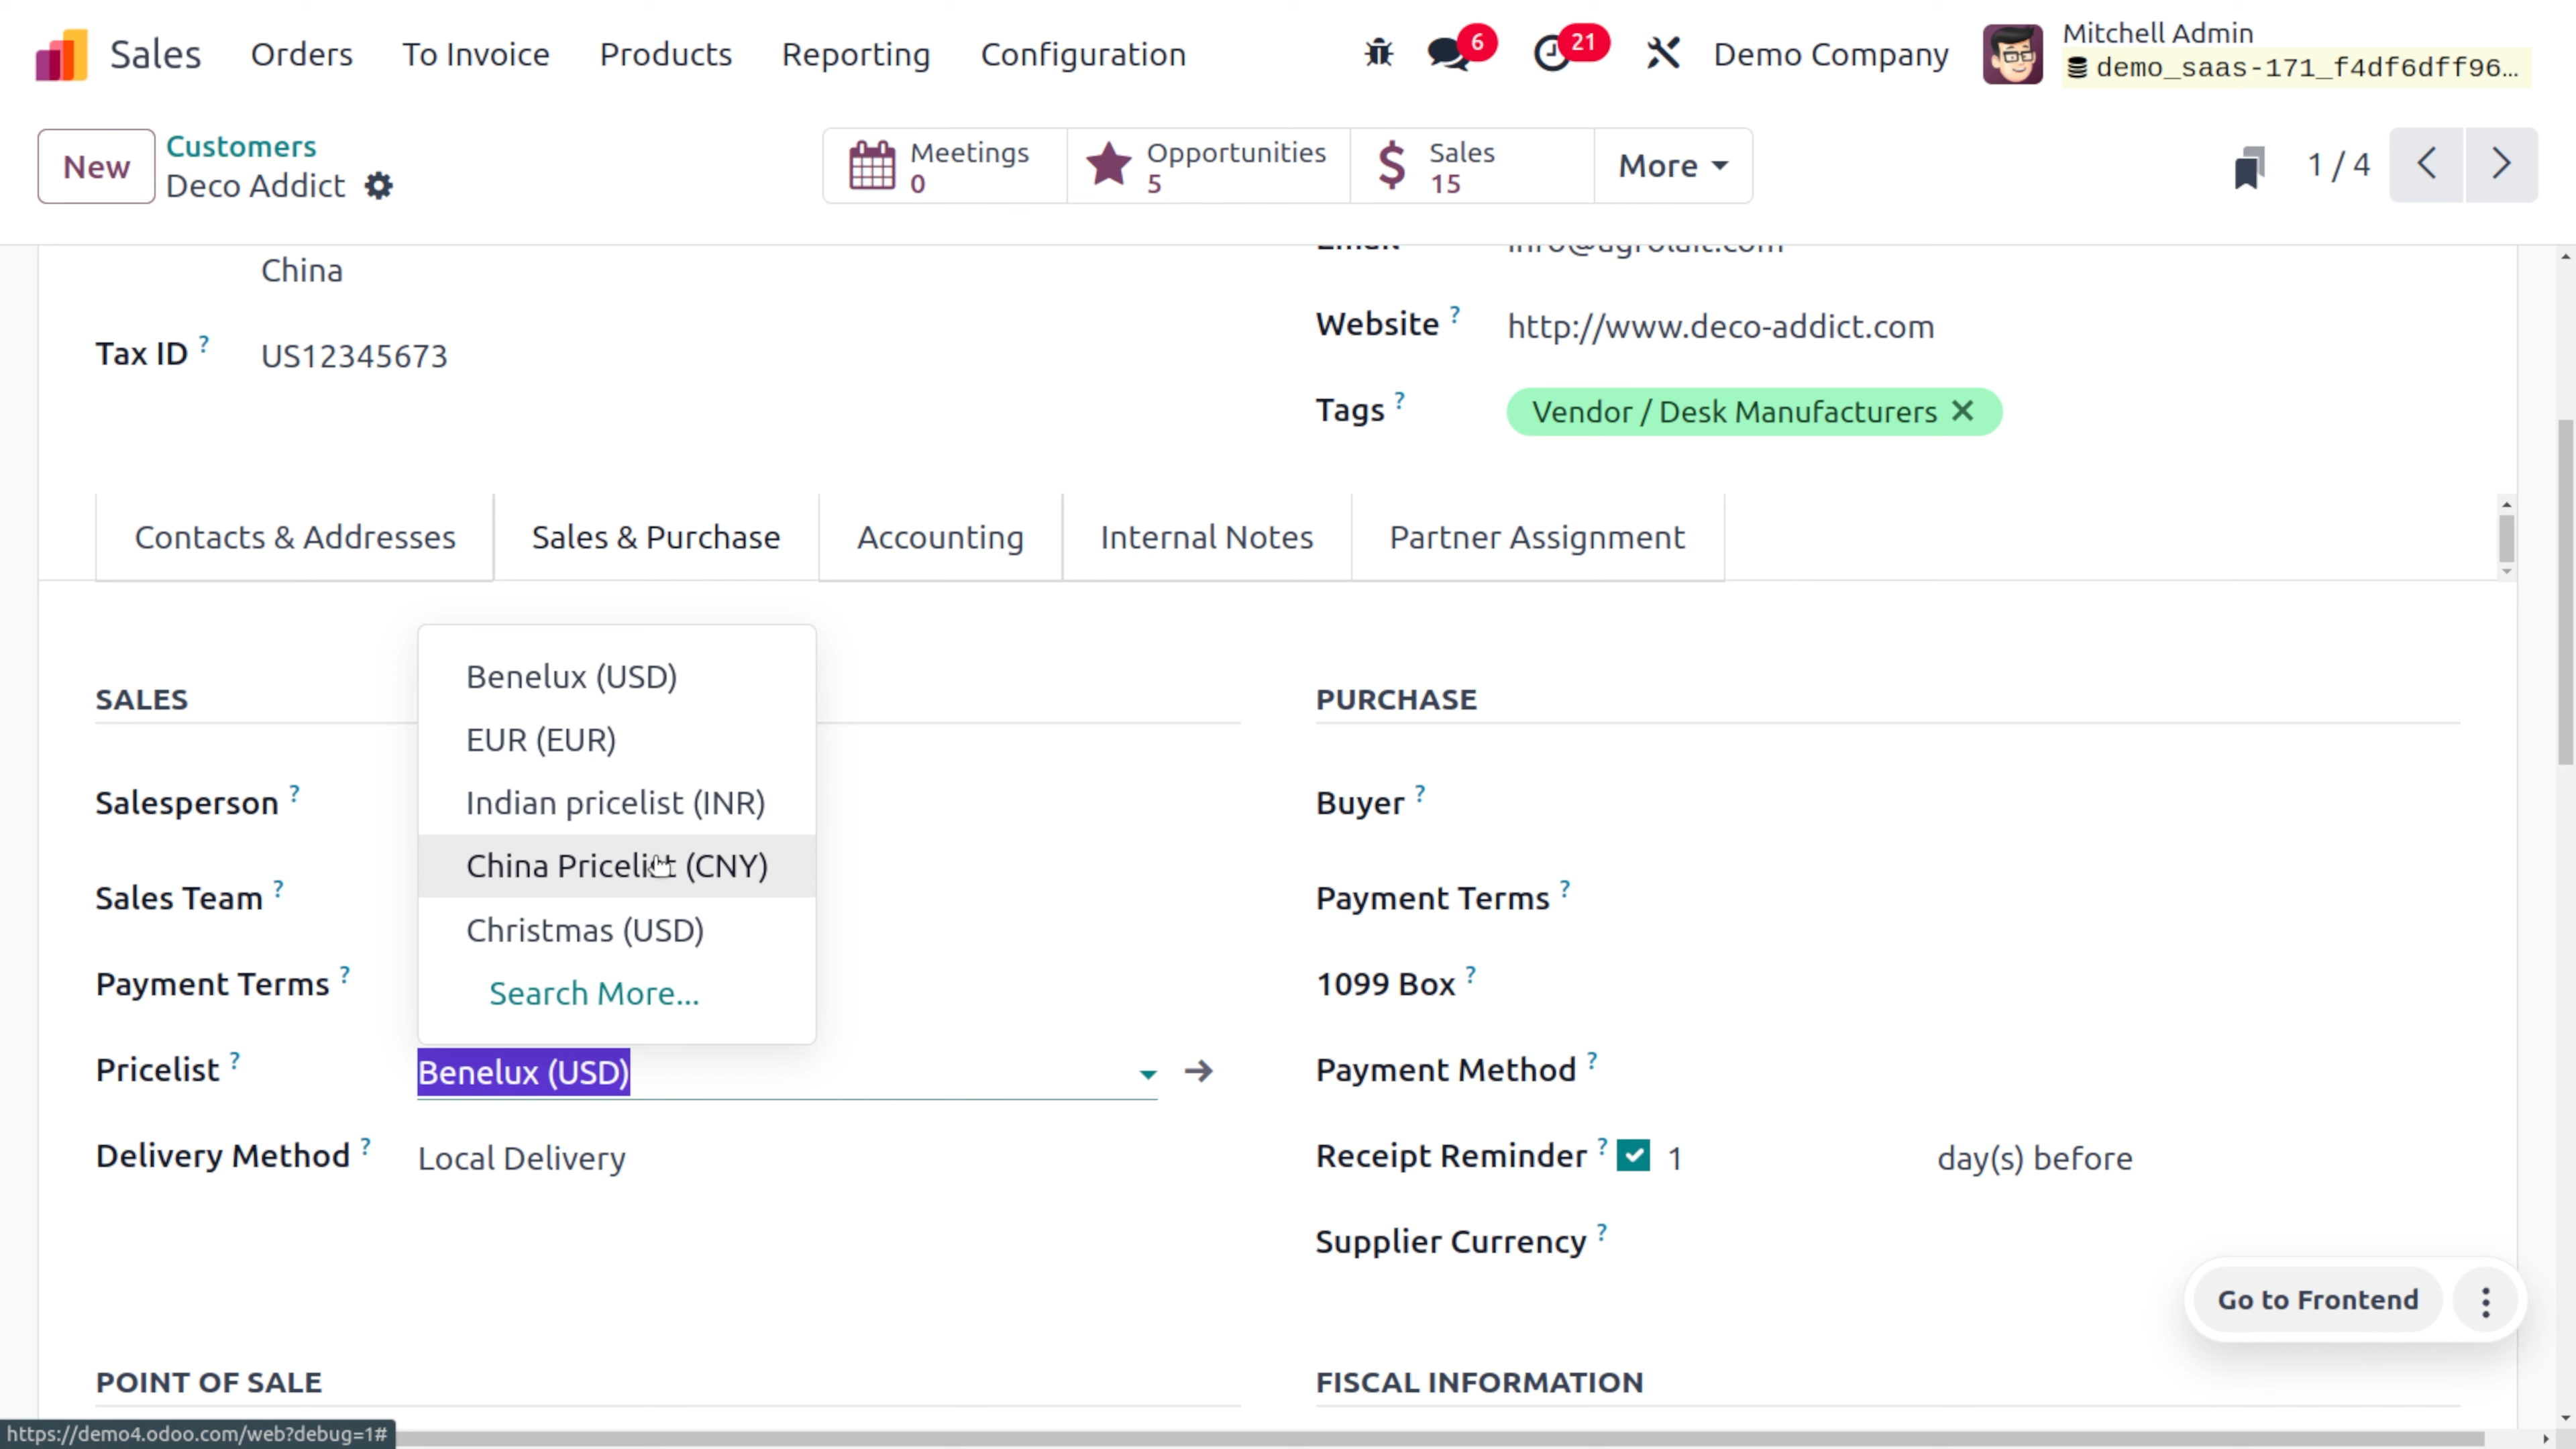 Sales
Orders
To Invoice
Products
Reporting
Configuration
6
21
Demo Company
Mitchell Admin
demo_saas-171_f4df6dff96...
New
Customers
Deco Addict
Meetings
0
Opportunities
5
Sales
15
More
1 / 4
China
Tax ID ?
US12345673
Email
info@agrolait.com
Website ?
http://www.deco-addict.com
Tags ?
Vendor / Desk Manufacturers
Contacts & Addresses
Sales & Purchase
Accounting
Internal Notes
Partner Assignment
SALES
Salesperson ?
Sales Team ?
Payment Terms ?
Pricelist ?
Benelux (USD)
Delivery Method ?
Local Delivery
Benelux (USD)
EUR (EUR)
Indian pricelist (INR)
China Pricelist (CNY)
Christmas (USD)
Search More...
PURCHASE
Buyer ?
Payment Terms ?
1099 Box ?
Payment Method ?
Receipt Reminder ?
1
day(s) before
Supplier Currency ?
Go to Frontend
POINT OF SALE
FISCAL INFORMATION
https://demo4.odoo.com/web?debug=1#